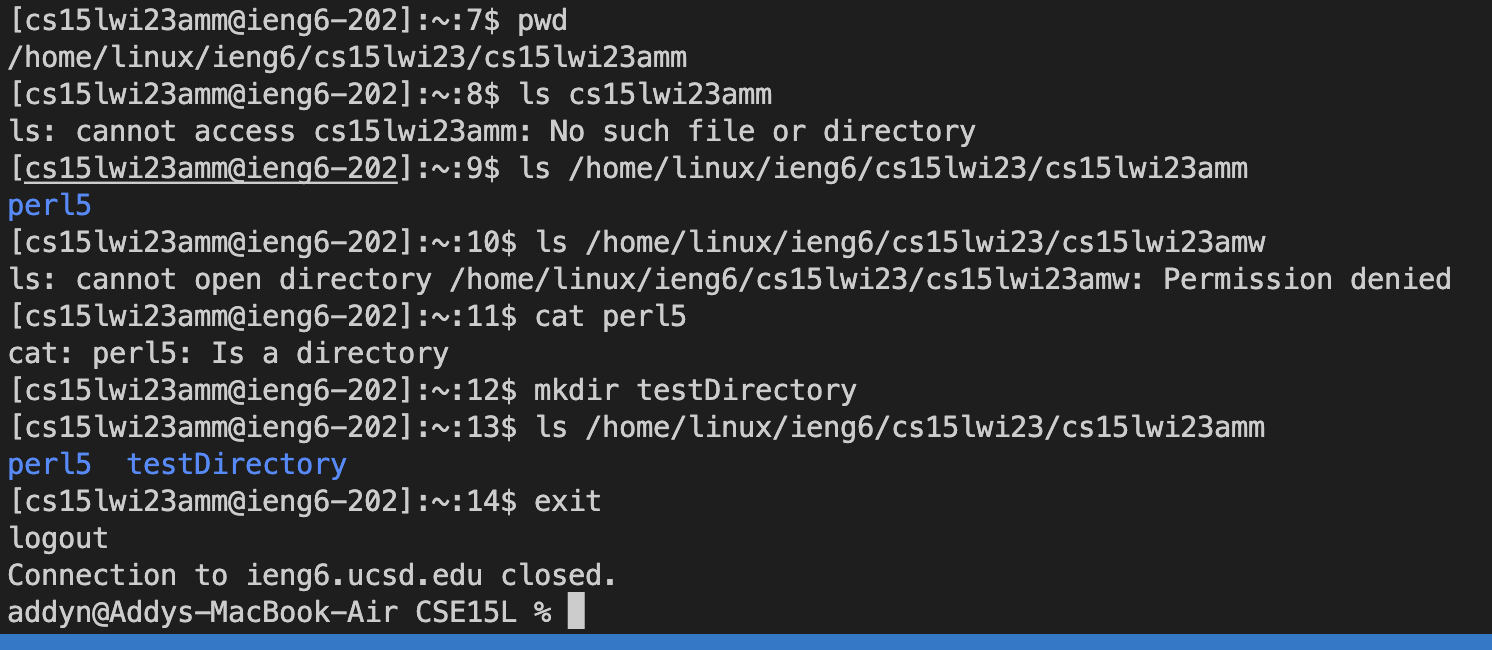 [cs15lwi23amm@ieng6-202]:~:7$ pwd
/home/linux/ieng6/cs15lwi23/cs15lwi23amm
[cs15lwi23amm@ieng6-202]:~:8$ ls cs15lwi23amm
ls: cannot access cs15lwi23amm: No such file or directory
[cs15lwi23amm@ieng6-202]:~:9$ ls /home/linux/ieng6/cs15lwi23/cs15lwi23amm
perl5
[cs15lwi23amm@ieng6-202]:~:10$ ls /home/linux/ieng6/cs15lwi23/cs15lwi23amw
ls: cannot open directory /home/linux/ieng6/cs15lwi23/cs15lwi23amw: Permission denied
[cs15lwi23amm@ieng6-202]:~:11$ cat perl5
cat: perl5: Is a directory
[cs15lwi23amm@ieng6-202]:~:12$ mkdir testDirectory
[cs15lwi23amm@ieng6-202]:~:13$ ls /home/linux/ieng6/cs15lwi23/cs15lwi23amm
perl5  testDirectory
[cs15lwi23amm@ieng6-202]:~:14$ exit
logout
Connection to ieng6.ucsd.edu closed.
addyn@Addys-MacBook-Air CSE15L %